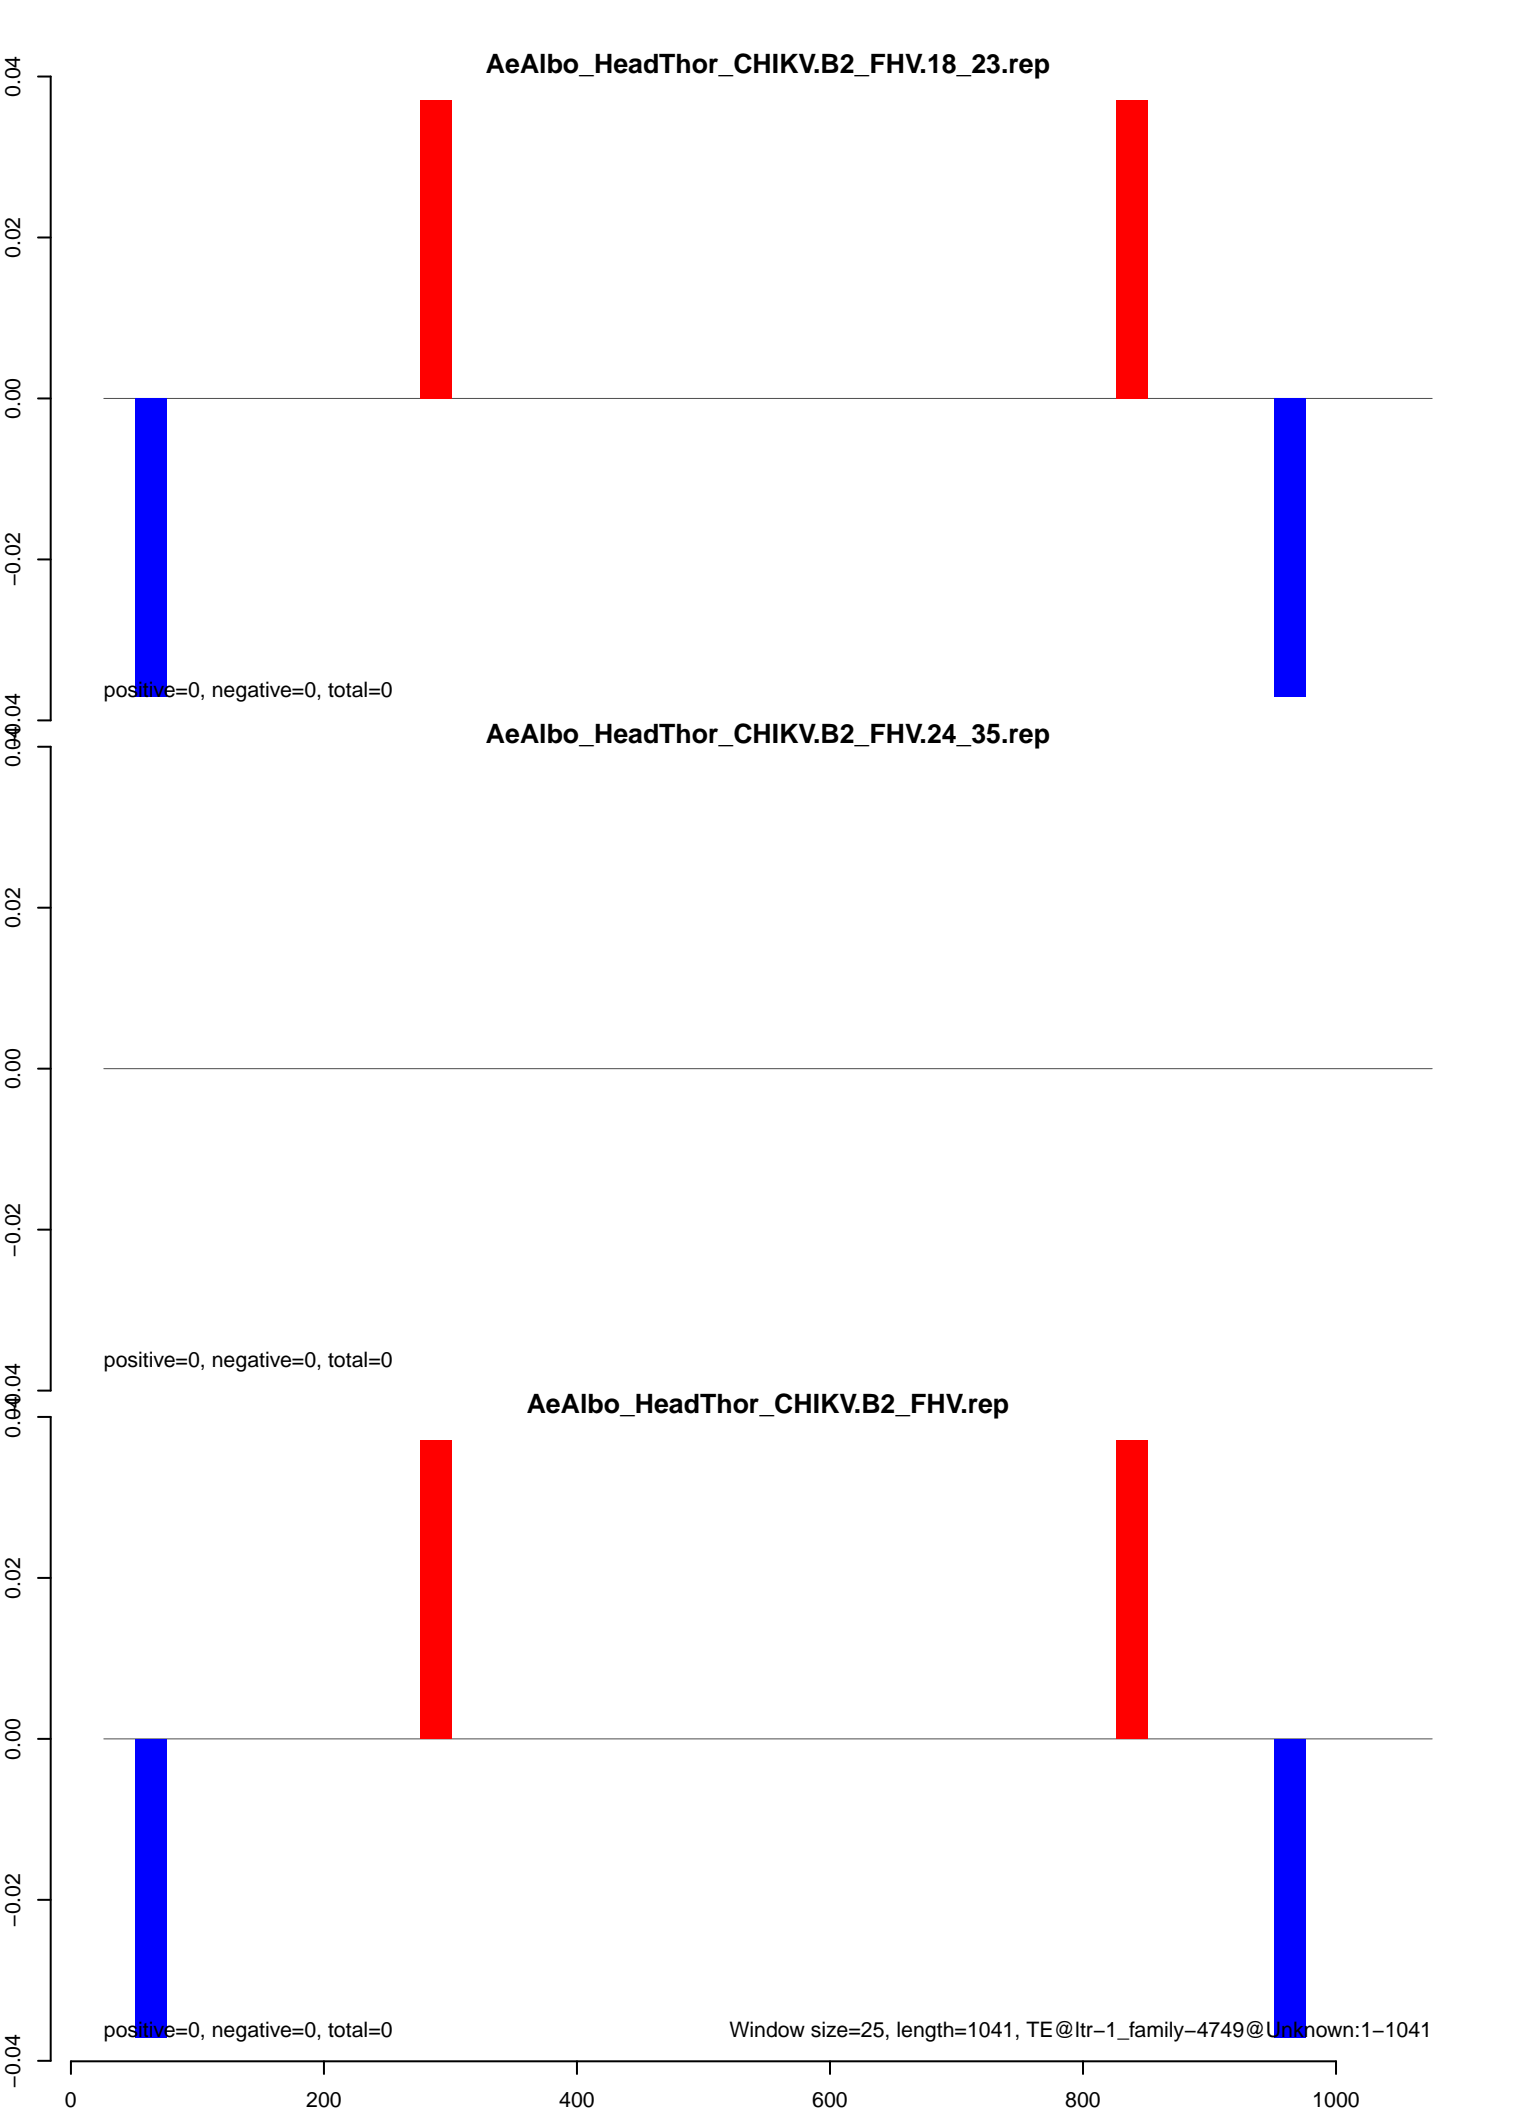 AeAlbo_HeadThor_CHIKV.B2_FHV.18_23.rep
0.04
0.02
0.00
−0.02
−0.04
positive=0, negative=0, total=0
AeAlbo_HeadThor_CHIKV.B2_FHV.24_35.rep
0.04
0.02
0.00
−0.02
−0.04
positive=0, negative=0, total=0
AeAlbo_HeadThor_CHIKV.B2_FHV.rep
0.04
0.02
0.00
−0.02
−0.04
positive=0, negative=0, total=0
Window size=25, length=1041, TE@ltr−1_family−4749@Unknown:1−1041
0 200 400 600 800 1000